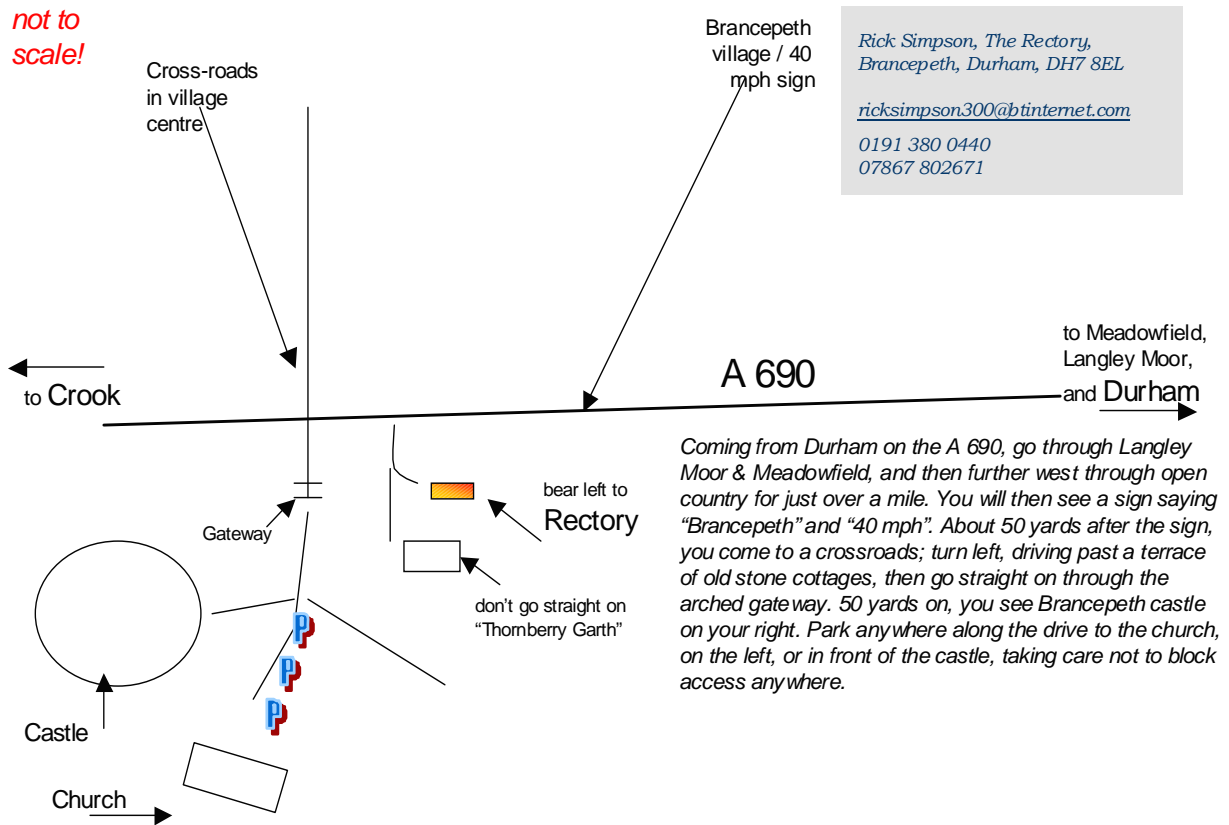 not to
scale!
Cross-roads
in village
centre
Brancepeth
village / 40
mph sign
Rick Simpson, The Rectory,
Brancepeth, Durham, DH7 8EL
ricksimpson300@btinternet.com
0191 380 0440
07867 802671
to Crook
A 690
to Meadowfield,
Langley Moor,
and Durham
Coming from Durham on the A 690, go through Langley
Moor & Meadowfield, and then further west through open
country for just over a mile. You will then see a sign saying
“Brancepeth” and “40 mph”. About 50 yards after the sign,
you come to a crossroads; turn left, driving past a terrace
of old stone cottages, then go straight on through the
arched gateway. 50 yards on, you see Brancepeth castle
on your right. Park anywhere along the drive to the church,
on the left, or in front of the castle, taking care not to block
access anywhere.
Gateway
bear left to
Rectory
don’t go straight on
“Thornberry Garth”
P
P
P
Castle
Church